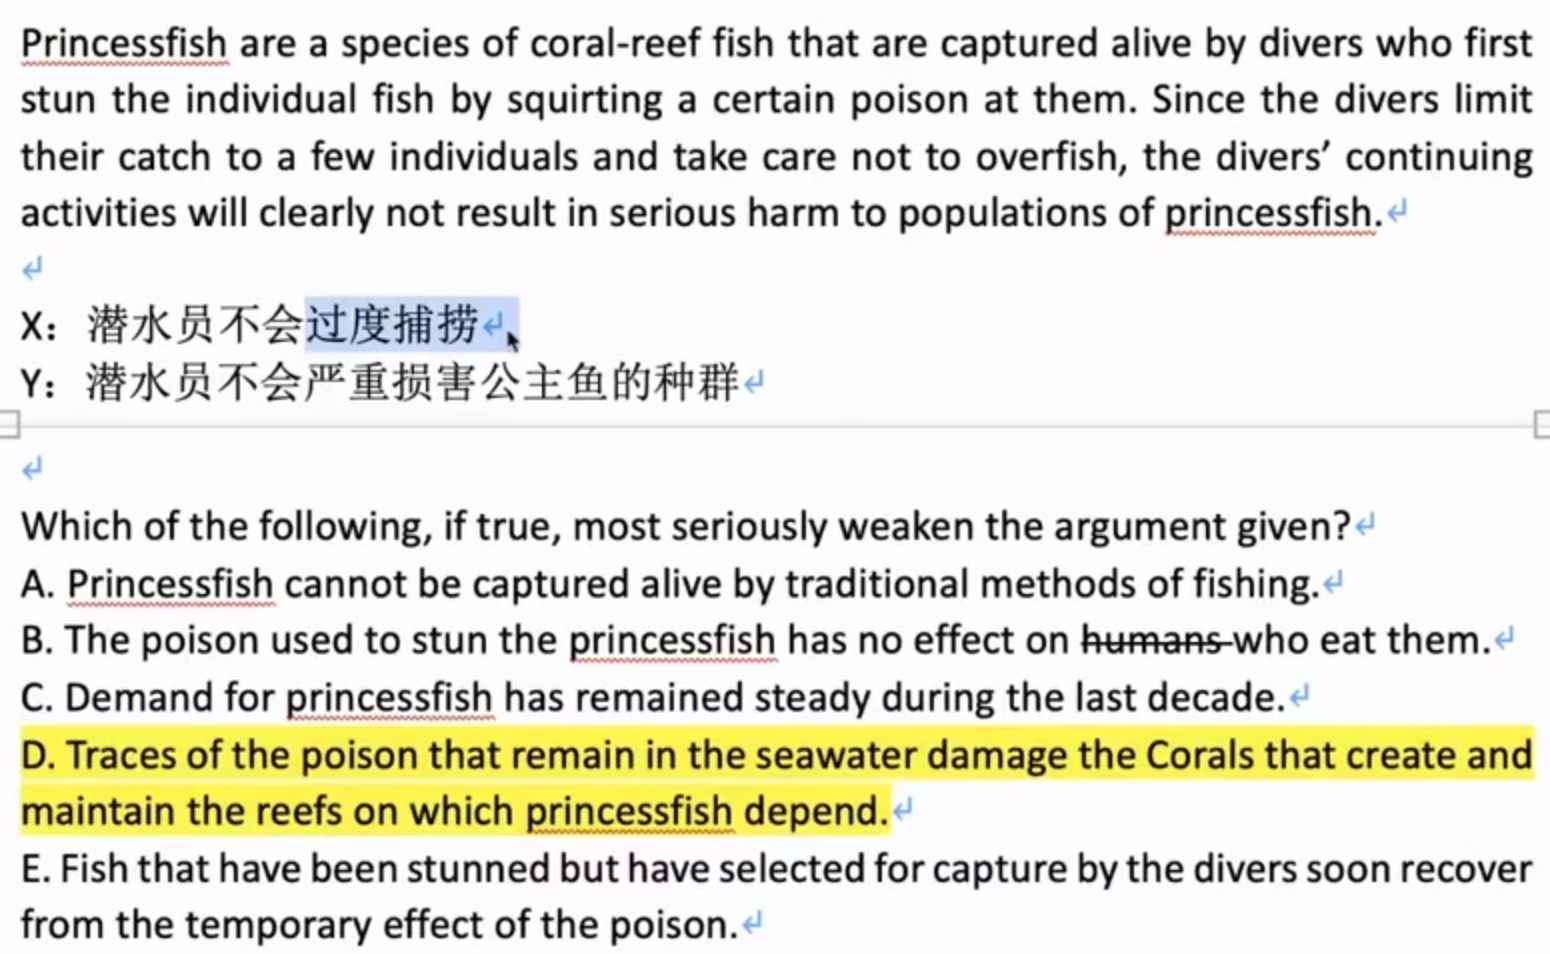 Princessfish are a species of coral-reef fish that are captured alive by divers who first
stun the individual fish by squirting a certain poison at them. Since the divers limit
their catch to a few individuals and take care not to overfish, the divers’ continuing
activities will clearly not result in serious harm to populations of princessfish.
X：潜水员不会过度捕捞
Y：潜水员不会严重损害公主鱼的种群
Which of the following, if true, most seriously weaken the argument given?
A. Princessfish cannot be captured alive by traditional methods of fishing.
B. The poison used to stun the princessfish has no effect on humans who eat them.
C. Demand for princessfish has remained steady during the last decade.
D. Traces of the poison that remain in the seawater damage the Corals that create and
maintain the reefs on which princessfish depend.
E. Fish that have been stunned but have selected for capture by the divers soon recover
from the temporary effect of the poison.